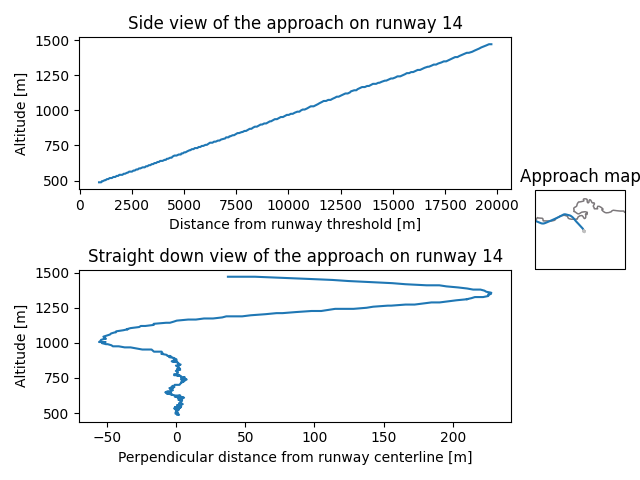 Side view of the approach on runway 14
1500
1250
1000
750
500
Altitude [m]
0 2500 5000 7500 10000 12500 15000 17500 20000
Distance from runway threshold [m]
Approach map
Straight down view of the approach on runway 14
1500
1250
1000
750
500
Altitude [m]
−50 0 50 100 150 200
Perpendicular distance from runway centerline [m]